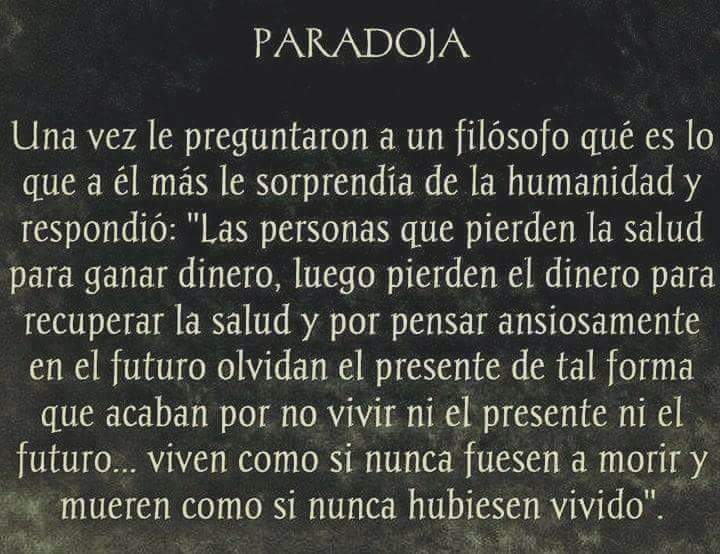 PARADOJA
Una vez le preguntaron a un filósofo qué es lo
que a él más le sorprendía de la humanidad y
respondió: "Las personas que pierden la salud
para ganar dinero, luego pierden el dinero para
recuperar la salud y por pensar ansiosamente
en el futuro olvidan el presente de tal forma
que acaban por no vivir ni el presente ni el
futuro... viven como si nunca fuesen a morir y
mueren como si nunca hubiesen vivido".